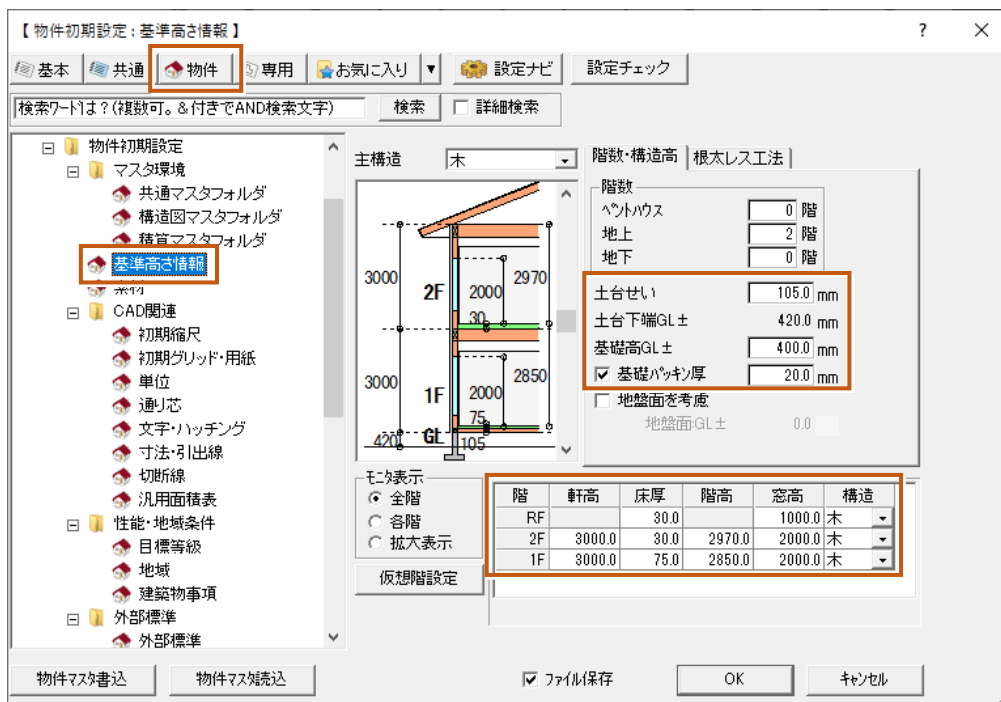 【 物件初期設定 : 基準高さ情報 】 ? ×
基本 共通 物件 専用 お気に入り ▼ 設定ナビ 設定チェック
検索ワードは？(複数可。&付きでAND検索文字) 検索 詳細検索
物件初期設定
マスタ環境
共通マスタフォルダ
構造図マスタフォルダ
積算マスタフォルダ
基準高さ情報
素材
CAD関連
初期縮尺
初期グリッド・用紙
単位
通り芯
文字・ハッチング
寸法・引出線
切断線
汎用面積表
性能・地域条件
目標等級
地域
建築物事項
外部標準
外部標準
主構造 木
3000 2F 2000 2970
30
3000 1F 2000 2850
75
420 GL 105
階数・構造高 根太レス工法
階数
ペントハウス 0 階
地上 2 階
地下 0 階
土台せい 105.0 mm
土台下端GL± 420.0 mm
基礎高GL± 400.0 mm
基礎パッキン厚 20.0 mm
地盤面を考慮
地盤面:GL± 0.0
モニタ表示
全階
各階
拡大表示
仮想階設定
階 軒高 床厚 階高 窓高 構造
RF 30.0 1000.0 木
2F 3000.0 30.0 2970.0 2000.0 木
1F 3000.0 75.0 2850.0 2000.0 木
物件マスタ書込 物件マスタ読込 ファイル保存 OK キャンセル